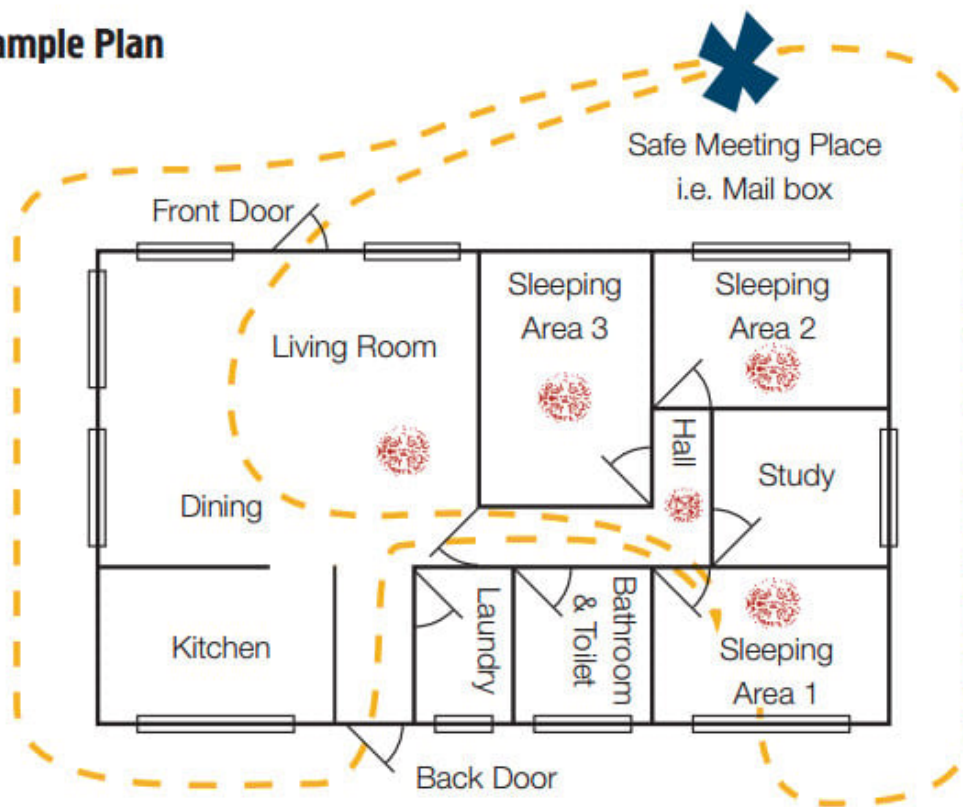 ample Plan
Safe Meeting Place
i.e. Mail box
Front Door
Sleeping
Area 3
Sleeping
Area 2
Living Room
Hall
Study
Dining
Kitchen
Laundry
Bathroom
& Toilet
Sleeping
Area 1
Back Door